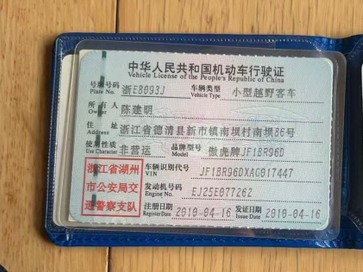 中华人民共和国机动车行驶证
Vehicle License of the People's Republic of China
号牌号码 浙E8093J 车辆类型 小型越野客车
Plate No. Vehicle Type
所有人 陈建明
Owner
住址 浙江省德清县新市镇南坝村南坝86号
Address
使用性质 非营运 品牌型号 傲虎牌JF1BR96D
Use Character Model
浙江省湖州
市公安局交
通警察支队
车辆识别代号 JF1BR96DXAG017447
VIN
发动机号码 EJ25E077262
Engine No.
注册日期 2010-04-16 发证日期 2010-04-16
Register Date Issue Date